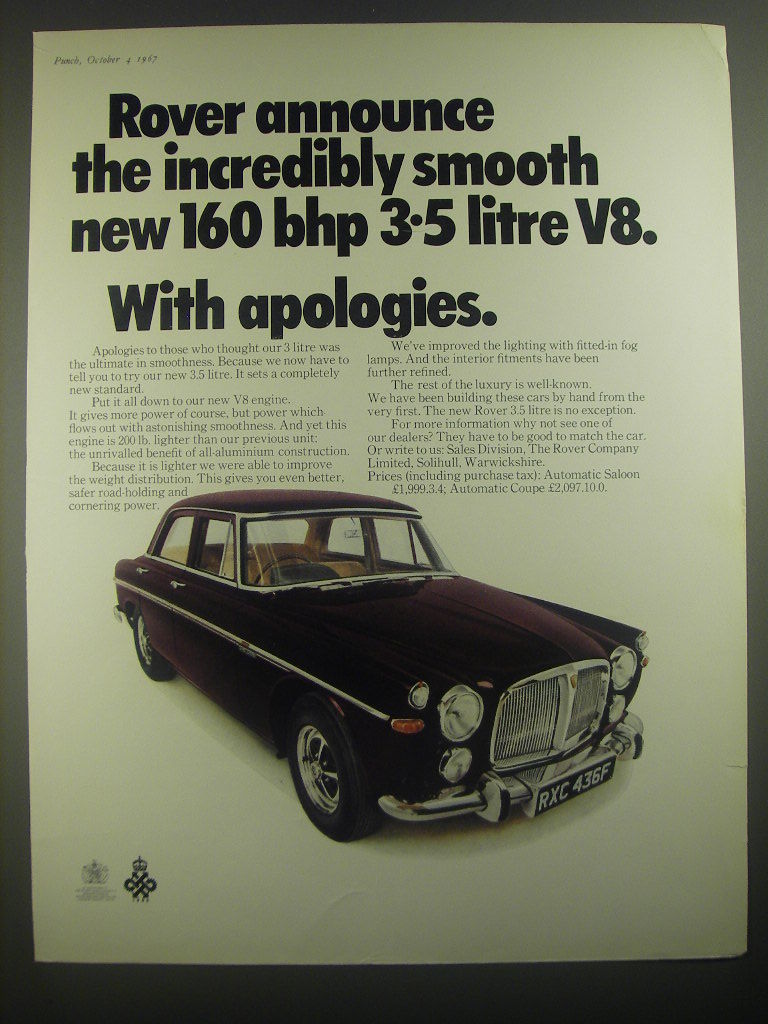 Punch, October 4 1967
Rover announce
the incredibly smooth
new 160 bhp 3·5 litre V8.
With apologies.
Apologies to those who thought our 3 litre was
the ultimate in smoothness. Because we now have to
tell you to try our new 3.5 litre. It sets a completely
new standard.
Put it all down to our new V8 engine.
It gives more power of course, but power which
flows out with astonishing smoothness. And yet this
engine is 200 lb. lighter than our previous unit:
the unrivalled benefit of all-aluminium construction.
Because it is lighter we were able to improve
the weight distribution. This gives you even better,
safer road-holding and
cornering power.
We've improved the lighting with fitted-in fog
lamps. And the interior fitments have been
further refined.
The rest of the luxury is well-known.
We have been building these cars by hand from the
very first. The new Rover 3.5 litre is no exception.
For more information why not see one of
our dealers? They have to be good to match the car.
Or write to us: Sales Division, The Rover Company
Limited, Solihull, Warwickshire.
Prices (including purchase tax): Automatic Saloon
£1,999.3.4; Automatic Coupe £2,097.10.0.
RXC 436F